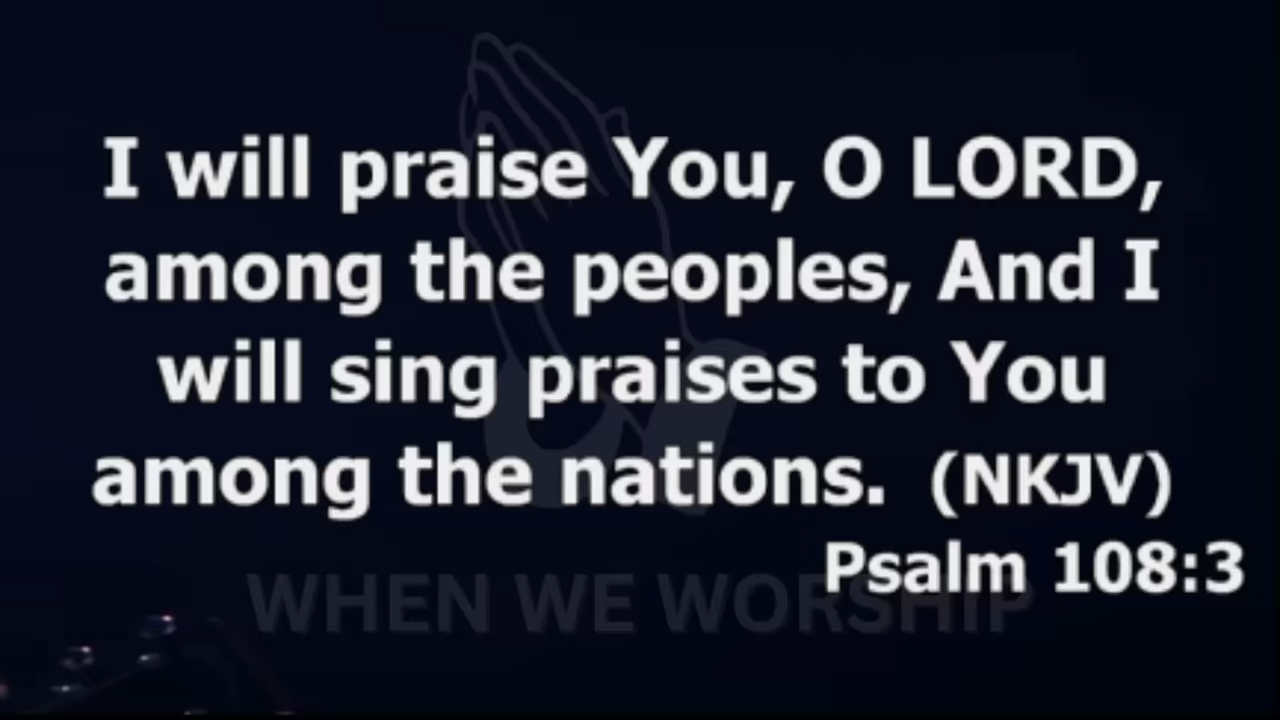 I will praise You, O LORD,
among the peoples, And I
will sing praises to You
among the nations. (NKJV)
Psalm 108:3
WHEN WE WORSHIP